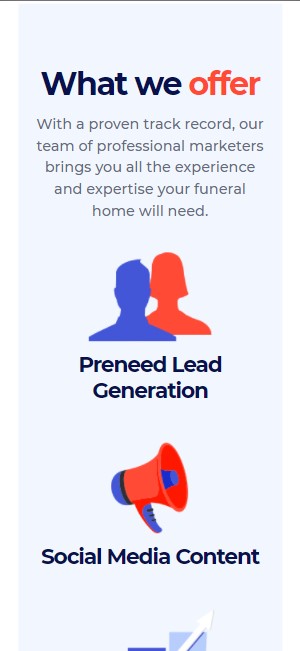 What we offer
With a proven track record, our
team of professional marketers
brings you all the experience
and expertise your funeral
home will need.
Preneed Lead
Generation
Social Media Content